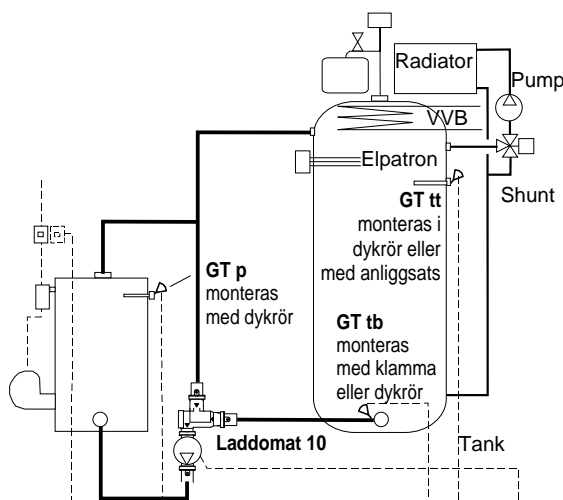 Radiator
Pump
VVB
Elpatron
Shunt
GT tt
monteras i
dykrör eller
med anliggsats
GT p
monteras
med dykrör
GT tb
monteras
med klamma
eller dykrör
Laddomat 10
Tank